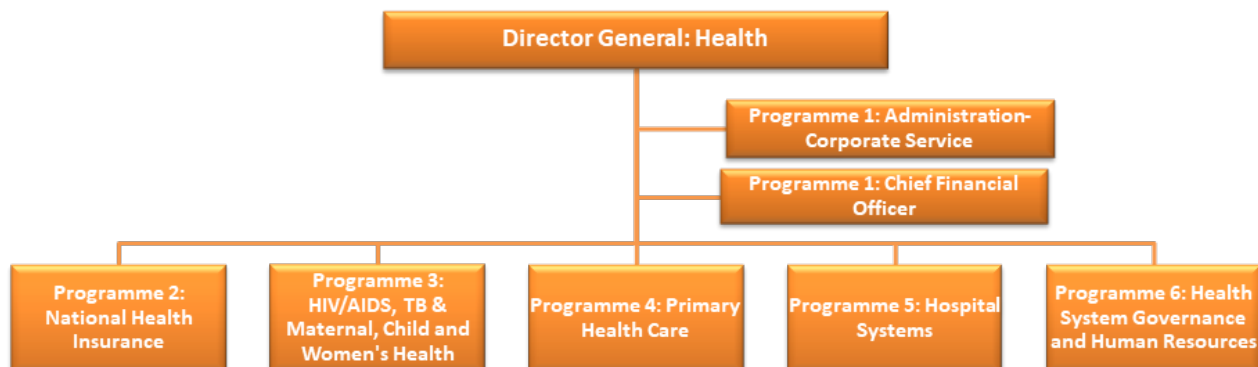 Director General: Health
Programme 1: Administration-
Corporate Service
Programme 1: Chief Financial
Officer
Programme 2:
National Health
Insurance
Programme 3:
HIV/AIDS, TB &
Maternal, Child and
Women's Health
Programme 4: Primary
Health Care
Programme 5: Hospital
Systems
Programme 6: Health
System Governance
and Human Resources